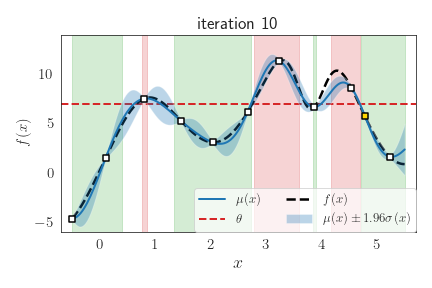 iteration 10
f(x)
10
5
0
−5
μ(x)
f(x)
θ
μ(x) ± 1.96σ(x)
0 1 2 3 4 5
x